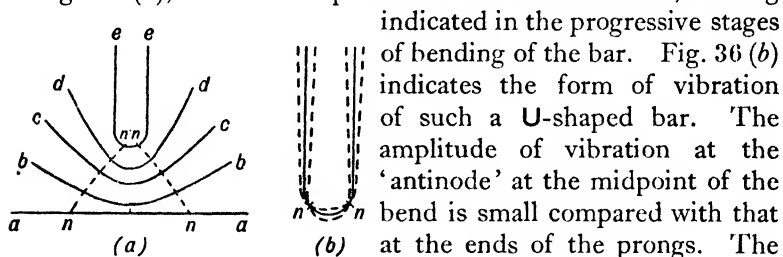 indicated in the progressive stages
of bending of the bar. Fig. 36 (b)
indicates the form of vibration
of such a U-shaped bar. The
amplitude of vibration at the
‘antinode’ at the midpoint of the
bend is small compared with that
at the ends of the prongs. The
e e
d d
c n n c
b b
a n n a
(a)
n n
(b)